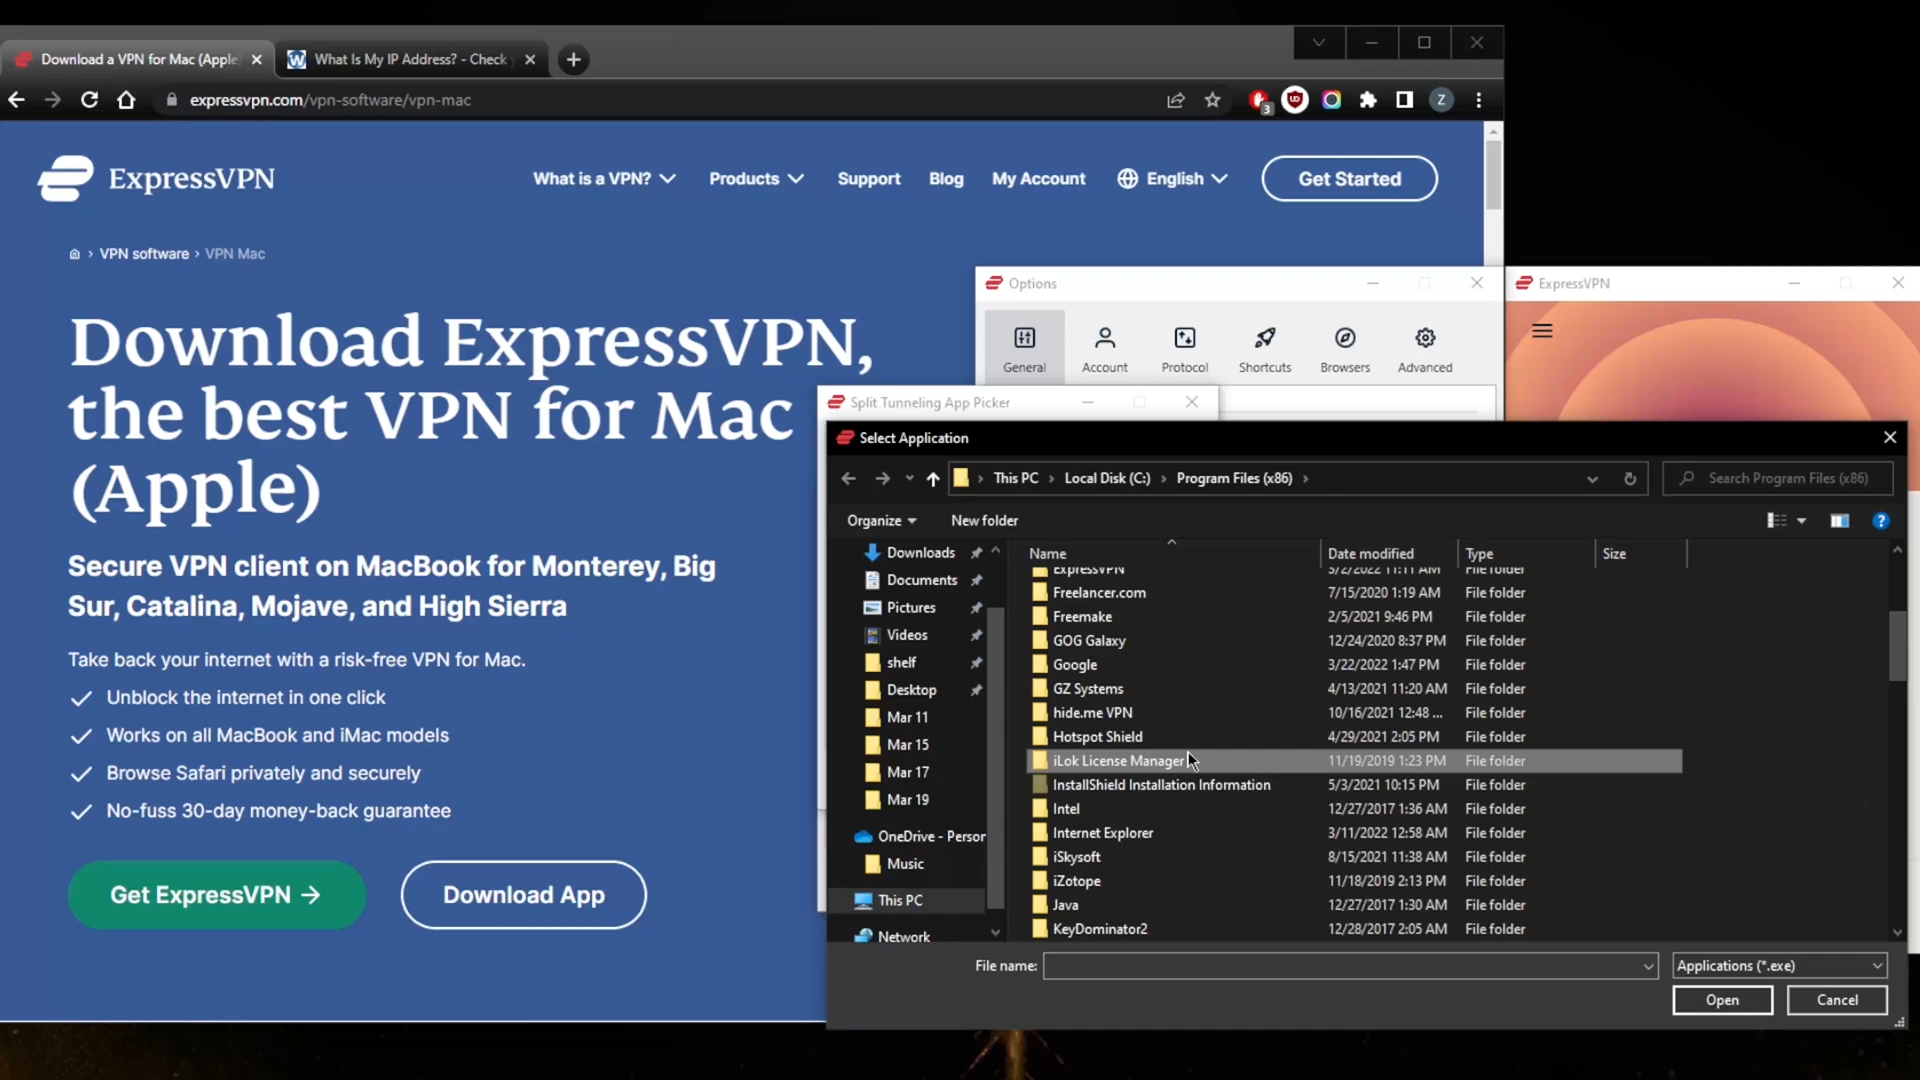 Download a VPN for Mac (Apple
What Is My IP Address? - Check
expressvpn.com/vpn-software/vpn-mac
3
Z
ExpressVPN
What is a VPN?
Products
Support
Blog
My Account
English
Get Started
VPN software › VPN Mac
Download ExpressVPN,
the best VPN for Mac
(Apple)
Secure VPN client on MacBook for Monterey, Big
Sur, Catalina, Mojave, and High Sierra
Take back your internet with a risk-free VPN for Mac.
Unblock the internet in one click
Works on all MacBook and iMac models
Browse Safari privately and securely
No-fuss 30-day money-back guarantee
Get ExpressVPN →
Download App
Options
General
Account
Protocol
Shortcuts
Browsers
Advanced
ExpressVPN
Split Tunneling App Picker
Select Application
This PC › Local Disk (C:) › Program Files (x86) ›
Search Program Files (x86)
Organize
New folder
Downloads
Documents
Pictures
Videos
shelf
Desktop
Mar 11
Mar 15
Mar 17
Mar 19
OneDrive - Person
Music
This PC
Network
Name Date modified Type Size
ExpressVPN 5/2/2022 11:11 AM File folder
Freelancer.com 7/15/2020 1:19 AM File folder
Freemake 2/5/2021 9:46 PM File folder
GOG Galaxy 12/24/2020 8:37 PM File folder
Google 3/22/2022 1:47 PM File folder
GZ Systems 4/13/2021 11:20 AM File folder
hide.me VPN 10/16/2021 12:48 ... File folder
Hotspot Shield 4/29/2021 2:05 PM File folder
iLok License Manager 11/19/2019 1:23 PM File folder
InstallShield Installation Information 5/3/2021 10:15 PM File folder
Intel 12/27/2017 1:36 AM File folder
Internet Explorer 3/11/2022 12:58 AM File folder
iSkysoft 8/15/2021 11:38 AM File folder
iZotope 11/18/2019 2:13 PM File folder
Java 12/27/2017 1:30 AM File folder
KeyDominator2 12/28/2017 2:05 AM File folder
File name:
Applications (*.exe)
Open
Cancel